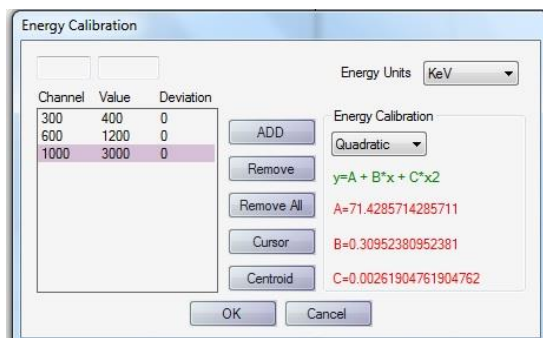 Energy Calibration
Energy Units KeV
Channel Value Deviation
300 400 0
600 1200 0
1000 3000 0
ADD
Remove
Remove All
Cursor
Centroid
Energy Calibration
Quadratic
y=A + B*x + C*x2
A=71.4285714285711
B=0.30952380952381
C=0.00261904761904762
OK Cancel